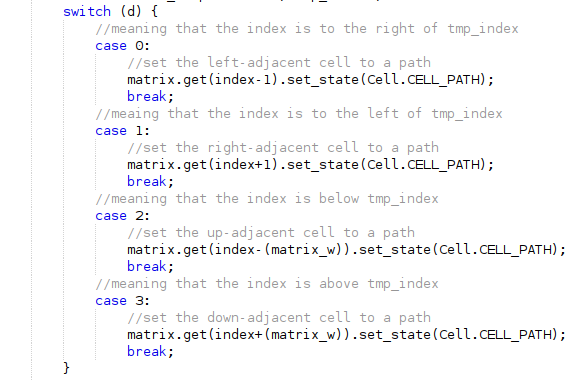 switch (d) {
//meaning that the index is to the right of tmp_index
case 0:
//set the left-adjacent cell to a path
matrix.get(index-1).set_state(Cell.CELL_PATH);
break;
//meaing that the index is to the left of tmp_index
case 1:
//set the right-adjacent cell to a path
matrix.get(index+1).set_state(Cell.CELL_PATH);
break;
//meaning that the index is below tmp_index
case 2:
//set the up-adjacent cell to a path
matrix.get(index-(matrix_w)).set_state(Cell.CELL_PATH);
break;
//meaning that the index is above tmp_index
case 3:
//set the down-adjacent cell to a path
matrix.get(index+(matrix_w)).set_state(Cell.CELL_PATH);
break;
}